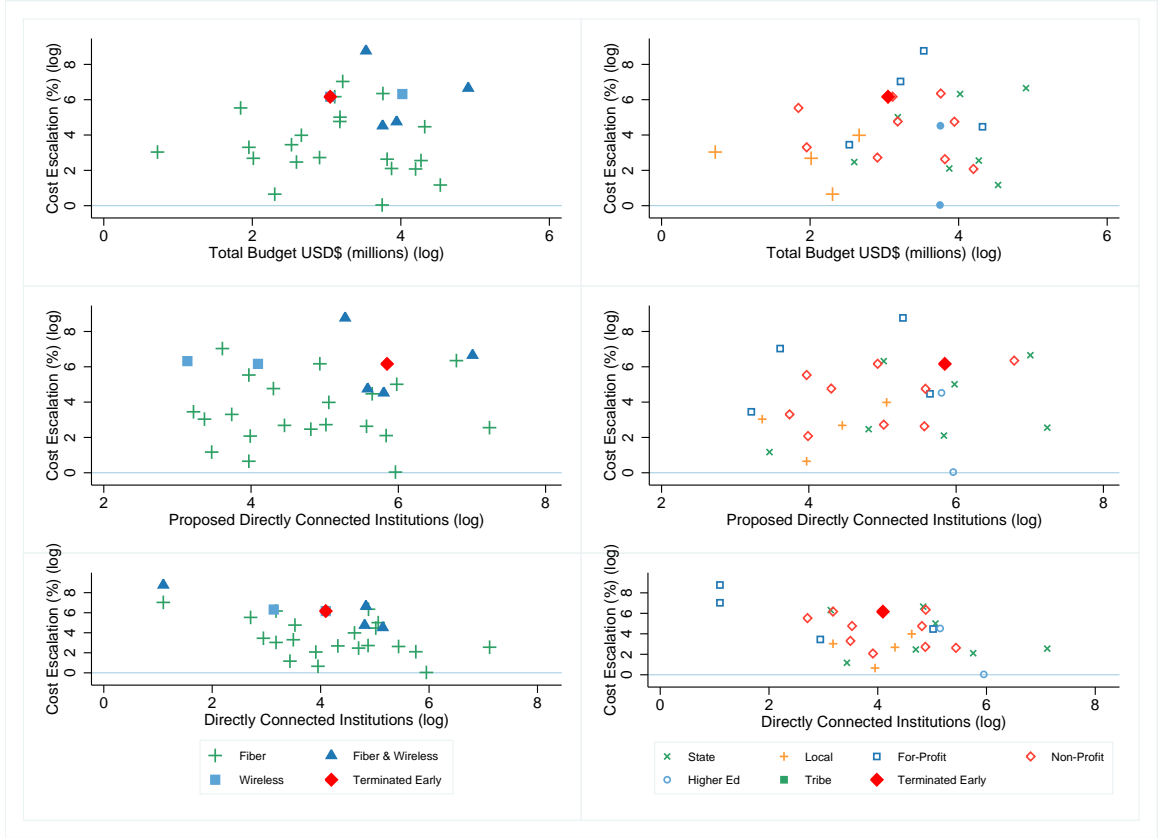 Cost Escalation (%) (log)
0 2 4 6 8
0 2 4 6
Total Budget USD$ (millions) (log)
Cost Escalation (%) (log)
0 2 4 6 8
0 2 4 6
Total Budget USD$ (millions) (log)
Cost Escalation (%) (log)
0 2 4 6 8
2 4 6 8
Proposed Directly Connected Institutions (log)
Cost Escalation (%) (log)
0 2 4 6 8
2 4 6 8
Proposed Directly Connected Institutions (log)
Cost Escalation (%) (log)
0 2 4 6 8
0 2 4 6 8
Directly Connected Institutions (log)
Fiber Fiber & Wireless
Wireless Terminated Early
Cost Escalation (%) (log)
0 2 4 6 8
0 2 4 6 8
Directly Connected Institutions (log)
State Local For-Profit Non-Profit
Higher Ed Tribe Terminated Early